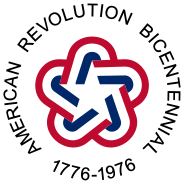 AMERICAN REVOLUTION BICENTENNIAL
1776-1976